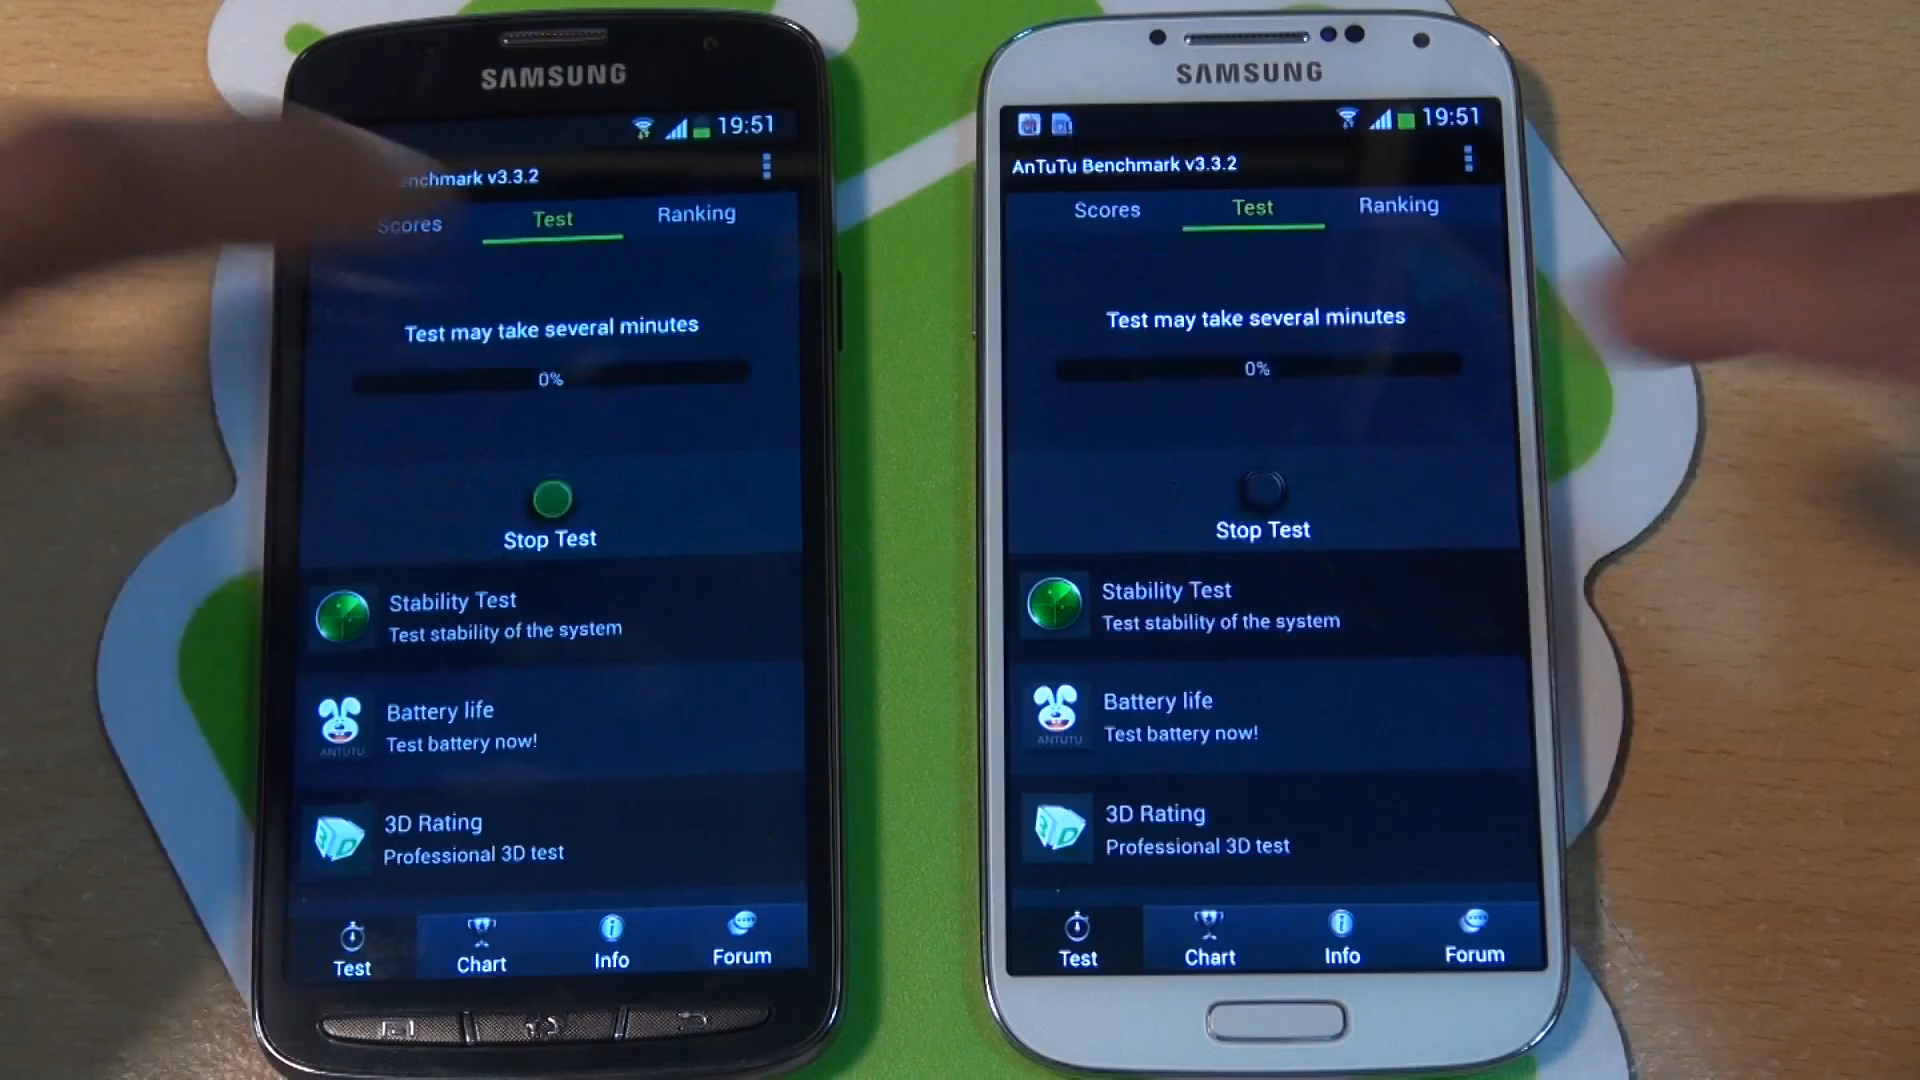 SAMSUNG
19:51
enchmark v3.3.2
Scores
Test
Ranking
Test may take several minutes
0%
Stop Test
Stability Test
Test stability of the system
Battery life
Test battery now!
ANTUTU
3D Rating
Professional 3D test
Test
Chart
Info
Forum
SAMSUNG
19:51
AnTuTu Benchmark v3.3.2
Scores
Test
Ranking
Test may take several minutes
0%
Stop Test
Stability Test
Test stability of the system
Battery life
Test battery now!
ANTUTU
3D Rating
Professional 3D test
Test
Chart
Info
Forum